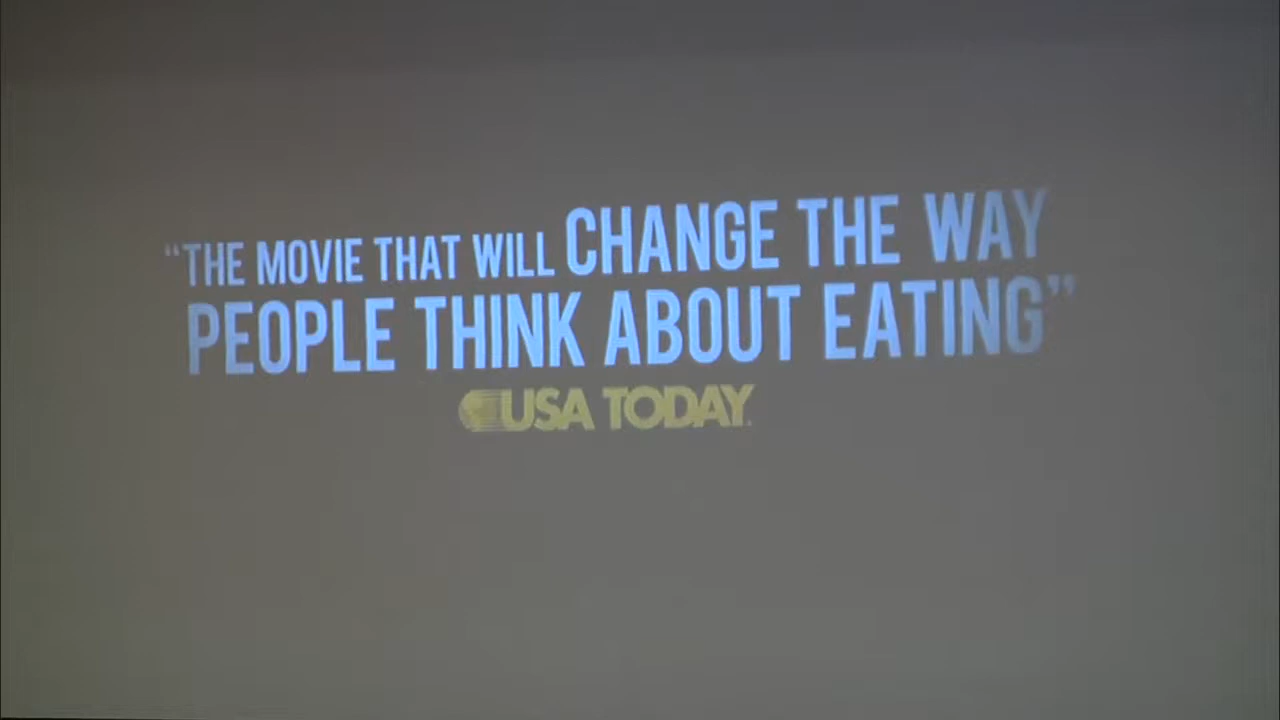 “THE MOVIE THAT WILL CHANGE THE WAY
PEOPLE THINK ABOUT EATING”
USA TODAY